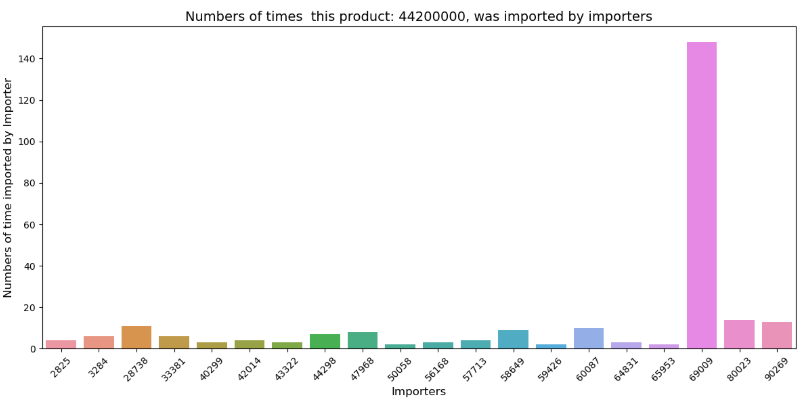 Numbers of times  this product: 44200000, was imported by importers
Numbers of time imported by Importer
140
120
100
80
60
40
20
0
2825 3284 28738 33381 40299 42014 43322 44298 47968 50058 56168 57713 58649 59426 60087 64831 65953 69009 80023 90269
Importers